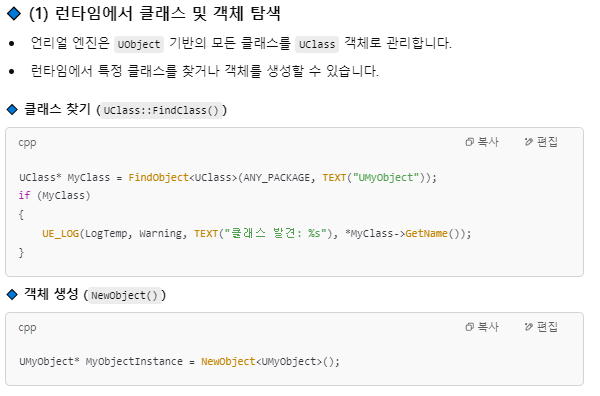 (1) 런타임에서 클래스 및 객체 탐색
언리얼 엔진은 UObject 기반의 모든 클래스를 UClass 객체로 관리합니다.
런타임에서 특정 클래스를 찾거나 객체를 생성할 수 있습니다.
클래스 찾기 (UClass::FindClass())
cpp 복사 편집
UClass* MyClass = FindObject<UClass>(ANY_PACKAGE, TEXT("UMyObject"));
if (MyClass)
{
    UE_LOG(LogTemp, Warning, TEXT("클래스 발견: %s"), *MyClass->GetName());
}
객체 생성 (NewObject())
cpp 복사 편집
UMyObject* MyObjectInstance = NewObject<UMyObject>();